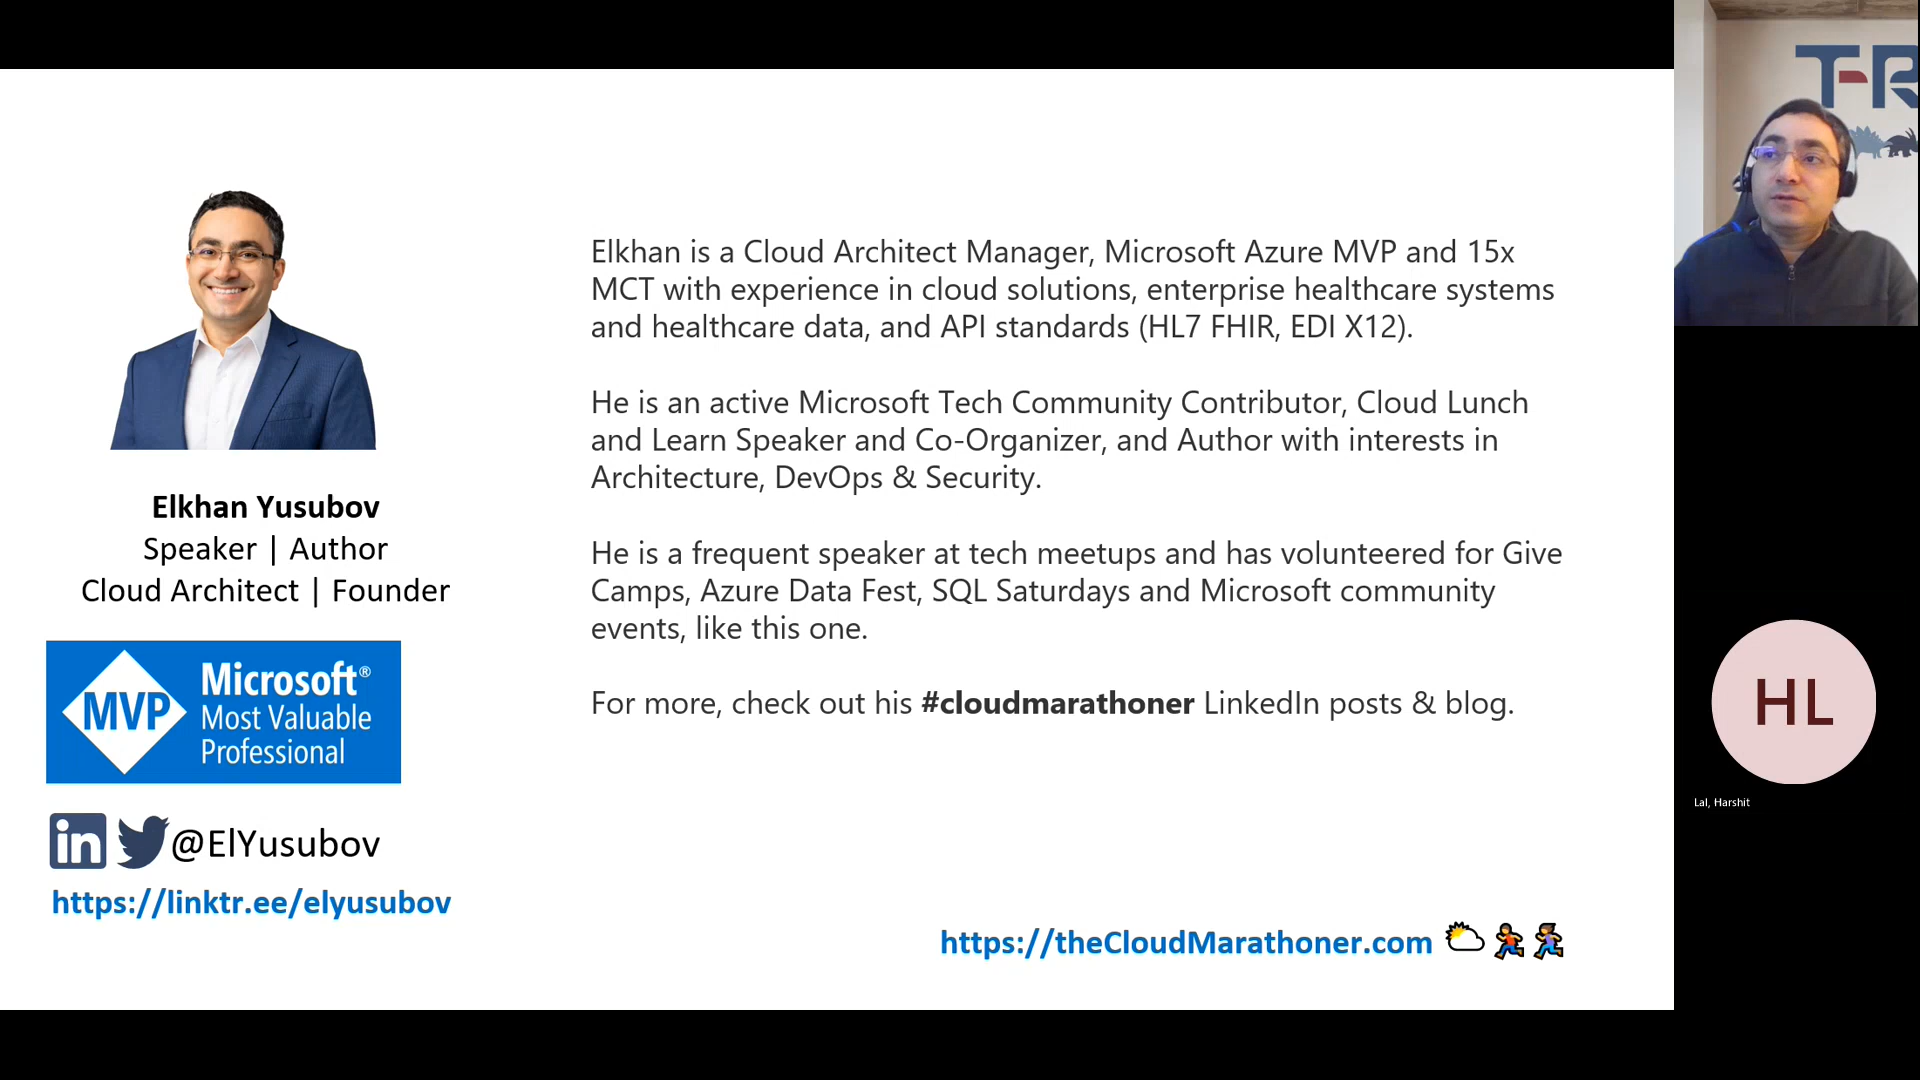 Elkhan Yusubov
Speaker | Author
Cloud Architect | Founder
MVP
Microsoft®
Most Valuable
Professional
in @ElYusubov
https://linktr.ee/elyusubov
Elkhan is a Cloud Architect Manager, Microsoft Azure MVP and 15x
MCT with experience in cloud solutions, enterprise healthcare systems
and healthcare data, and API standards (HL7 FHIR, EDI X12).
He is an active Microsoft Tech Community Contributor, Cloud Lunch
and Learn Speaker and Co-Organizer, and Author with interests in
Architecture, DevOps & Security.
He is a frequent speaker at tech meetups and has volunteered for Give
Camps, Azure Data Fest, SQL Saturdays and Microsoft community
events, like this one.
For more, check out his #cloudmarathoner LinkedIn posts & blog.
https://theCloudMarathoner.com
HL
Lal, Harshit